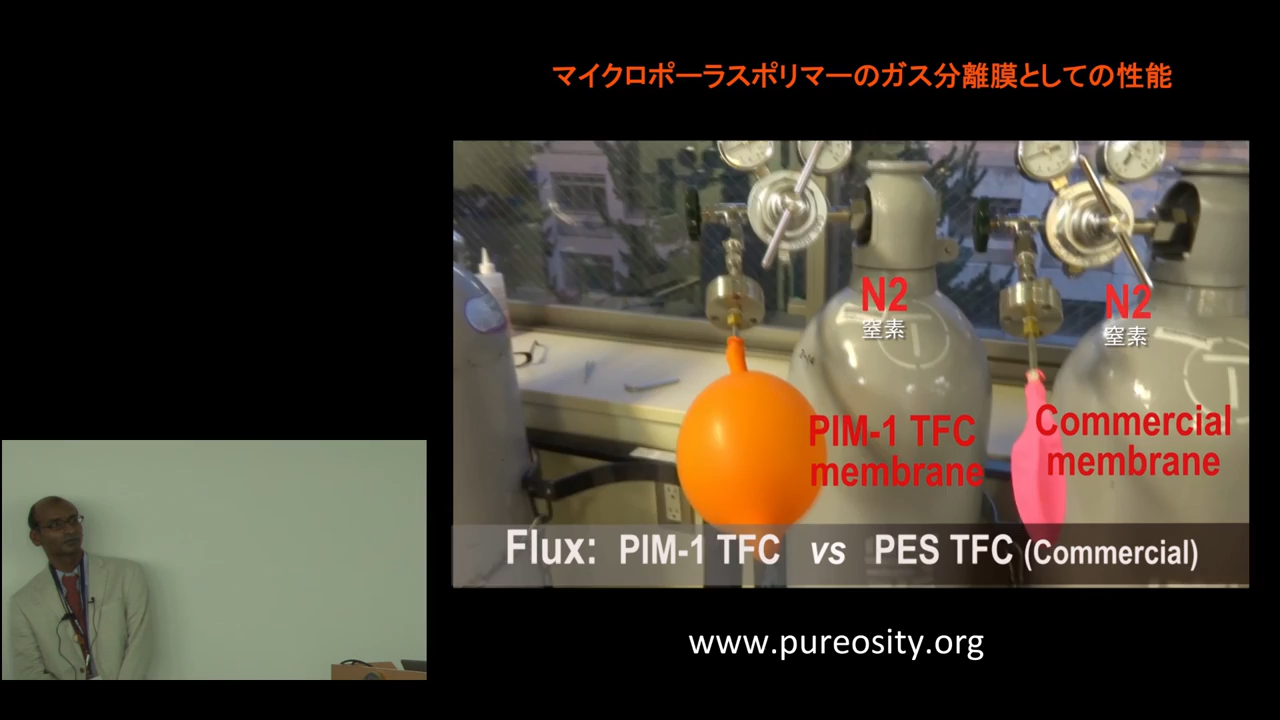 マイクロポーラスポリマーのガス分離膜としての性能
N2
窒素
N2
窒素
PIM-1 TFC
membrane
Commercial
membrane
Flux: PIM-1 TFC vs PES TFC (Commercial)
www.pureosity.org